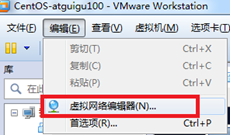 CentOS-atguigu100 - VMware Workstation
文件(F) 编辑(E) 查看(V) 虚拟机(M) 选项卡(
剪切(T) Ctrl+X
库 复制(C) Ctrl+C
粘贴(P) Ctrl+V
虚拟网络编辑器(N)...
首选项(R)... Ctrl+P